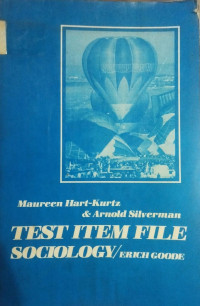 Maureen Hart-Kurtz
& Arnold Silverman
TEST ITEM FILE
SOCIOLOGY/ERICH GOODE